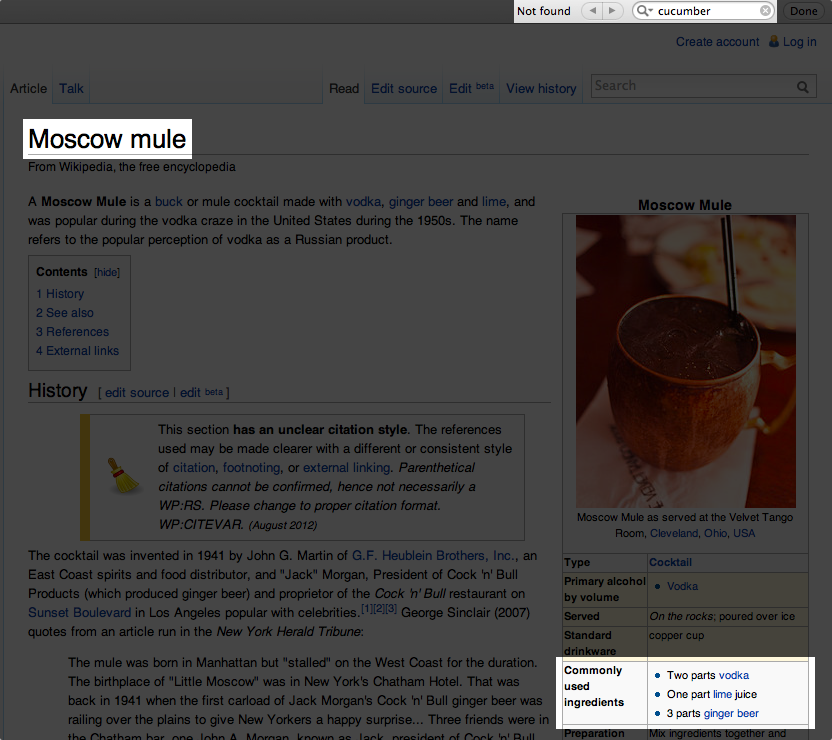 Not found
cucumber
Done
Create account
Log in
Article
Talk
Read
Edit source
Edit beta
View history
Search
Moscow mule
From Wikipedia, the free encyclopedia
A Moscow Mule is a buck or mule cocktail made with vodka, ginger beer and lime, and
was popular during the vodka craze in the United States during the 1950s. The name
refers to the popular perception of vodka as a Russian product.
Contents [hide]
1 History
2 See also
3 References
4 External links
History [ edit source | edit beta ]
This section has an unclear citation style. The references
used may be made clearer with a different or consistent style
of citation, footnoting, or external linking. Parenthetical
citations cannot be confirmed, hence not necessarily a
WP:RS. Please change to proper citation format.
WP:CITEVAR. (August 2012)
The cocktail was invented in 1941 by John G. Martin of G.F. Heublein Brothers, Inc., an
East Coast spirits and food distributor, and "Jack" Morgan, President of Cock 'n' Bull
Products (which produced ginger beer) and proprietor of the Cock 'n' Bull restaurant on
Sunset Boulevard in Los Angeles popular with celebrities.[1][2][3] George Sinclair (2007)
quotes from an article run in the New York Herald Tribune:
The mule was born in Manhattan but "stalled" on the West Coast for the duration.
The birthplace of "Little Moscow" was in New York's Chatham Hotel. That was
back in 1941 when the first carload of Jack Morgan's Cock 'n' Bull ginger beer was
railing over the plains to give New Yorkers a happy surprise… Three friends were in
the Chatham bar, one John A. Morgan, known as Jack, president of Cock 'n' Bull
Moscow Mule
Moscow Mule as served at the Velvet Tango
Room, Cleveland, Ohio, USA
Type Cocktail
Primary alcohol
by volume
• Vodka
Served On the rocks; poured over ice
Standard
drinkware
copper cup
Commonly
used
ingredients
• Two parts vodka
• One part lime juice
• 3 parts ginger beer
Preparation Mix ingredients together and